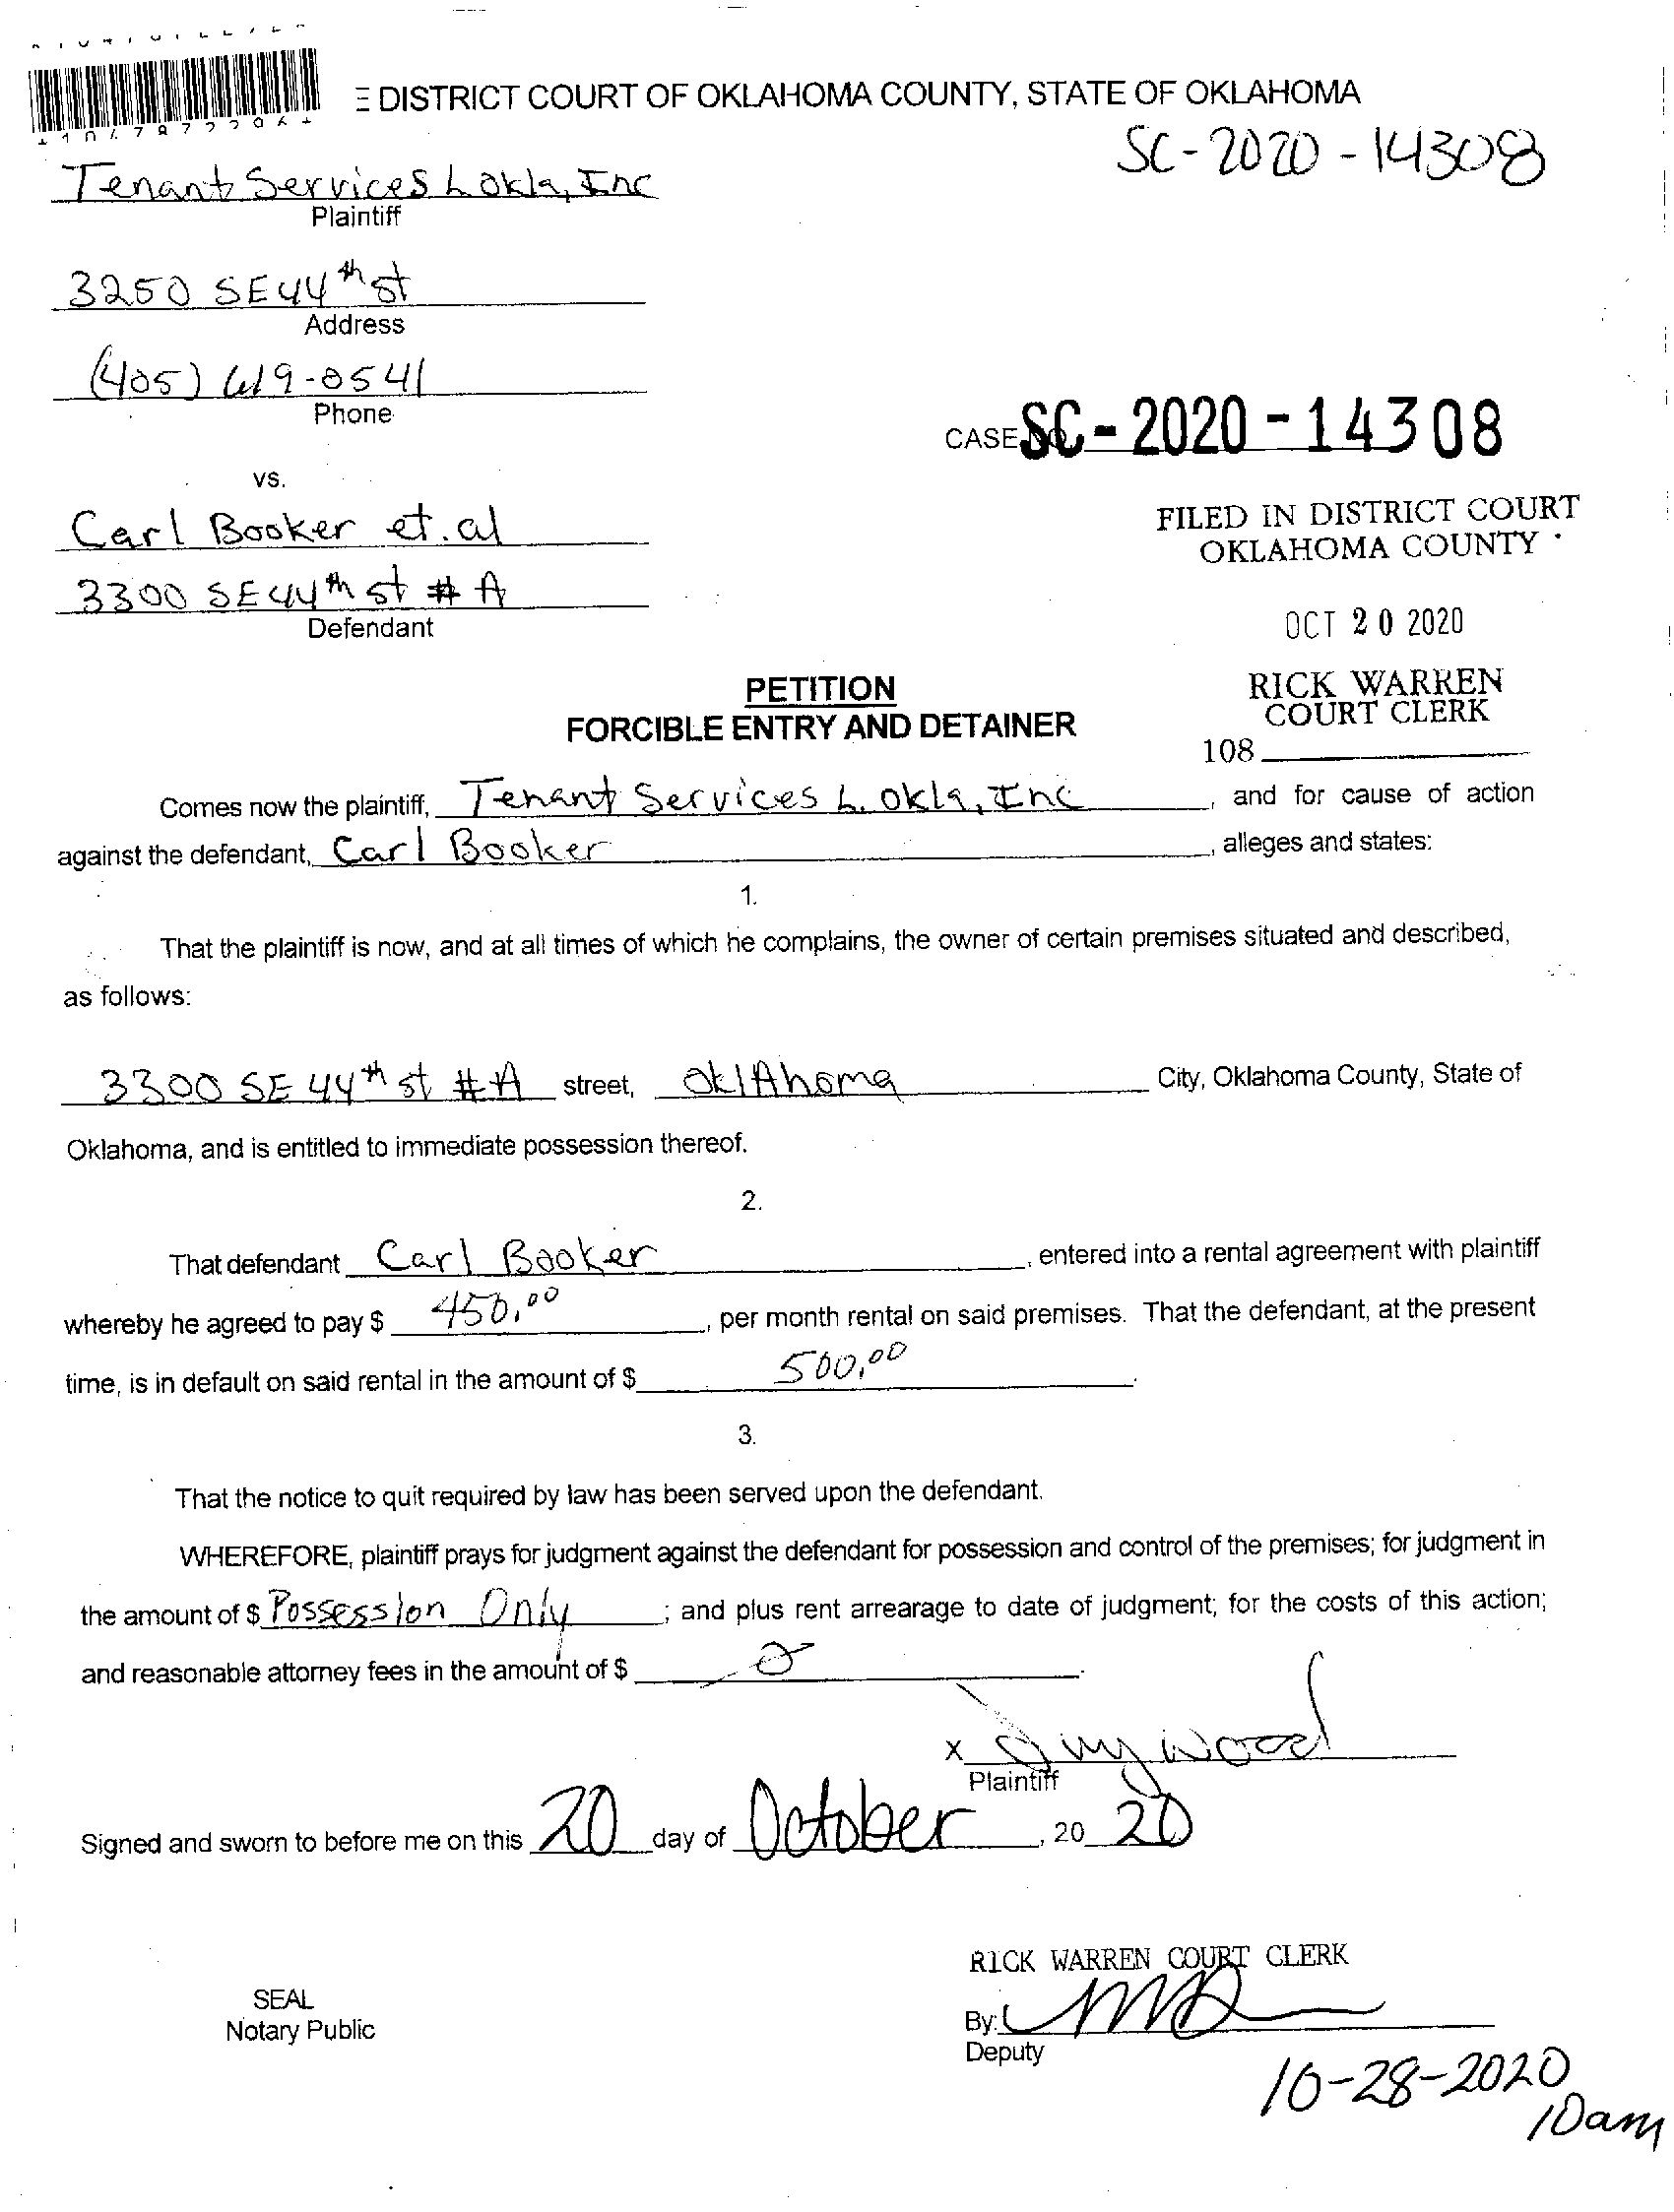 E DISTRICT COURT OF OKLAHOMA COUNTY, STATE OF OKLAHOMA
SC-2020-14308
Tenant Services L Okla, Inc
Plaintiff
3250 SE 44th st
Address
(405) 619-0541
Phone
CASE NO. SC-2020-14308
vs.
Carl Booker et. al
3300 SE 44th st # A
Defendant
FILED IN DISTRICT COURT
OKLAHOMA COUNTY
OCT 20 2020
RICK WARREN
COURT CLERK
108
PETITION
FORCIBLE ENTRY AND DETAINER
Comes now the plaintiff, Tenant Services L. Okla, Inc, and for cause of action
against the defendant, Carl Booker, alleges and states:
1.
That the plaintiff is now, and at all times of which he complains, the owner of certain premises situated and described,
as follows:
3300 SE 44th st # A street, OklAhoma City, Oklahoma County, State of
Oklahoma, and is entitled to immediate possession thereof.
2.
That defendant Carl Booker, entered into a rental agreement with plaintiff
whereby he agreed to pay $ 450.00, per month rental on said premises. That the defendant, at the present
time, is in default on said rental in the amount of $ 500.00.
3.
That the notice to quit required by law has been served upon the defendant.
WHEREFORE, plaintiff prays for judgment against the defendant for possession and control of the premises; for judgment in
the amount of $ Possession Only; and plus rent arrearage to date of judgment; for the costs of this action;
and reasonable attorney fees in the amount of $ 0.
X wood
Plaintiff
Signed and sworn to before me on this 20 day of October, 20 20
RICK WARREN COURT CLERK
SEAL
Notary Public
By:
Deputy
10-28-2020
10am